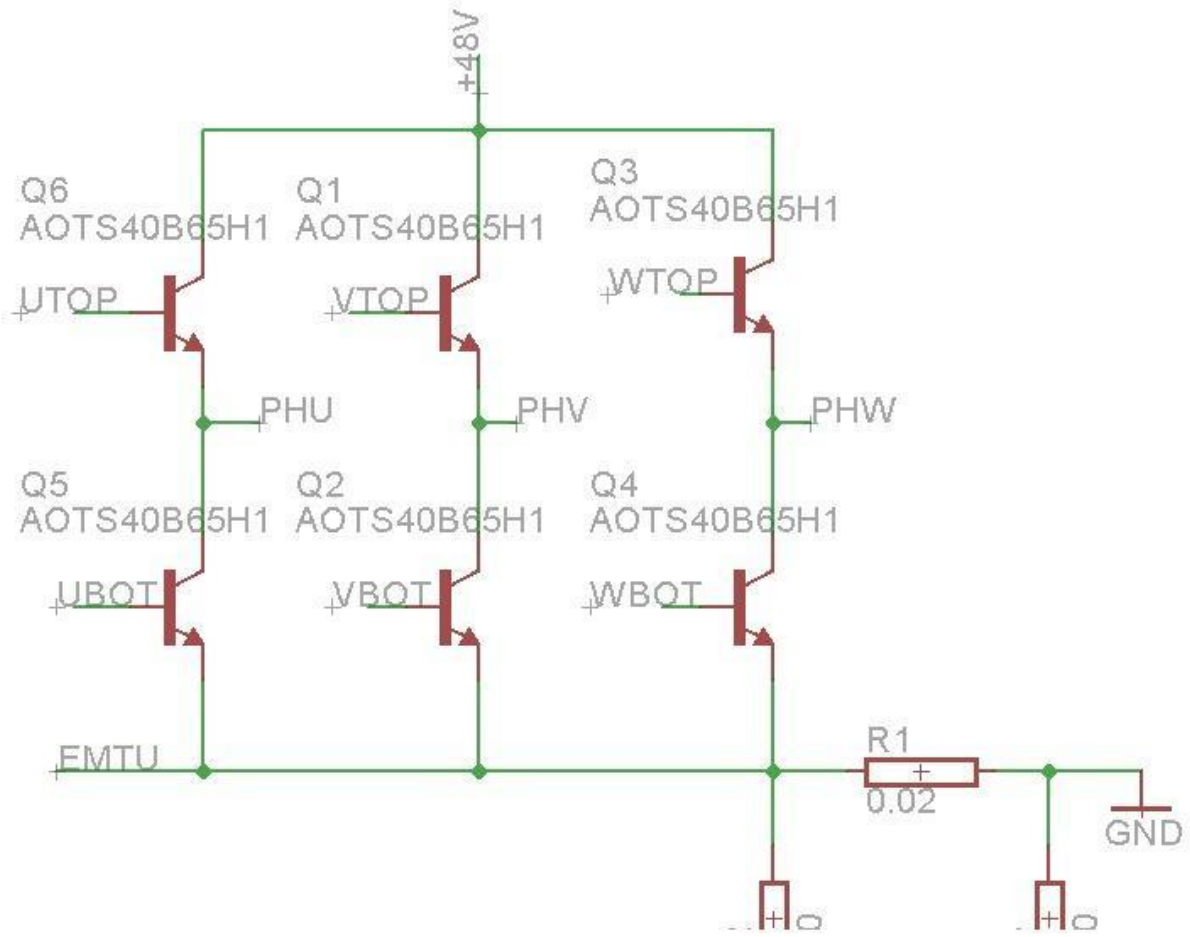 +48V
Q6
AOTS40B65H1
Q1
AOTS40B65H1
Q3
AOTS40B65H1
UTOP
VTOP
WTOP
PHU
PHV
PHW
Q5
AOTS40B65H1
Q2
AOTS40B65H1
Q4
AOTS40B65H1
UBOT
VBOT
WBOT
EMTU
R1
0.02
GND